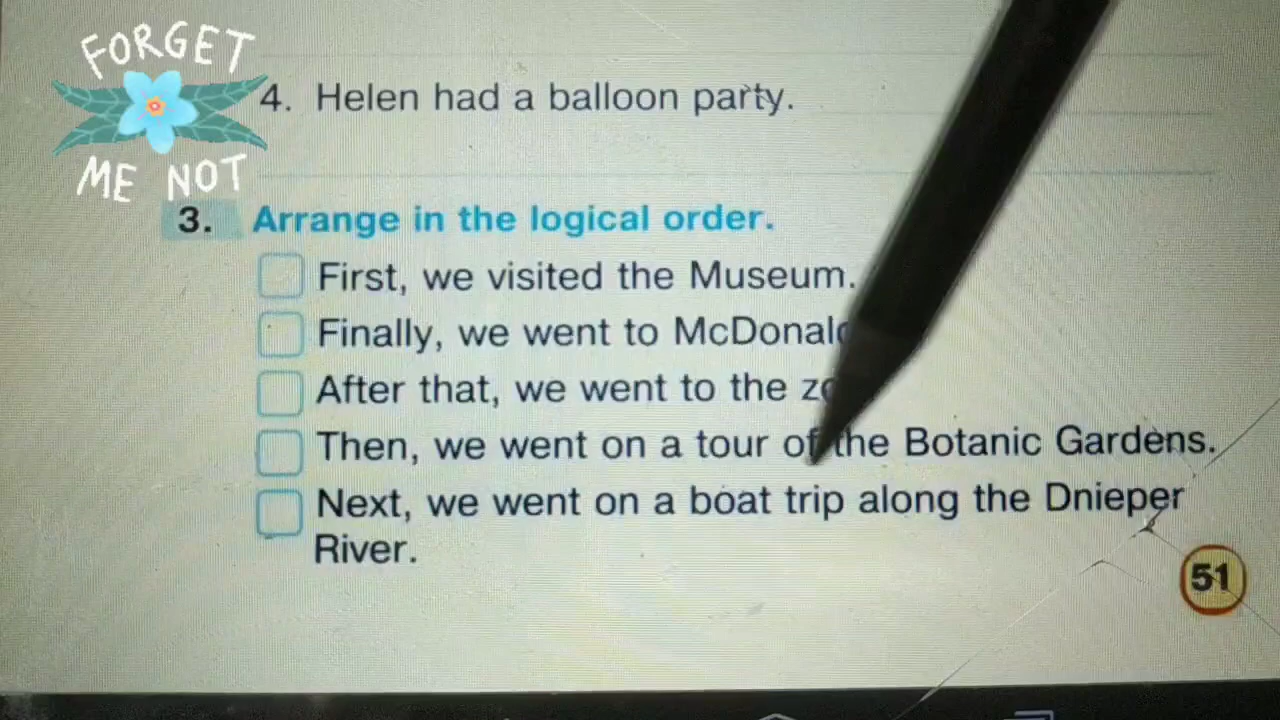 FORGET
ME NOT
4. Helen had a balloon party.
3. Arrange in the logical order.
First, we visited the Museum.
Finally, we went to
After that, we went to the
Then, we went on a tour of the Botanic Gardens.
Next, we went on a boat trip along the Dnieper
River.
51